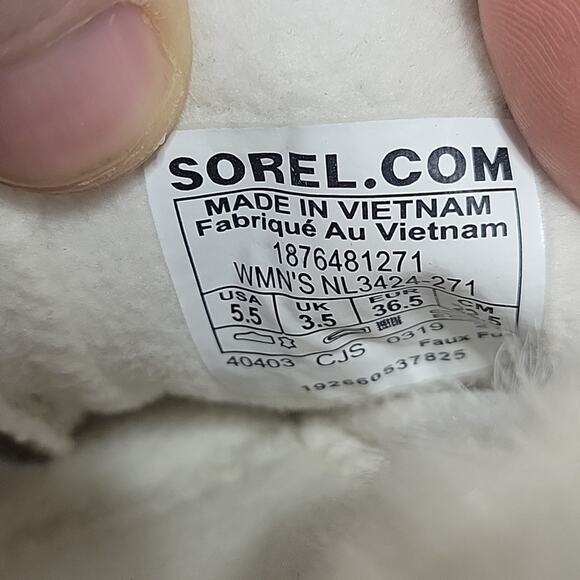 SOREL.COM
MADE IN VIETNAM
Fabriqué Au Vietnam
1876481271
WMN'S NL3424-271
USA UK EUR CM
5.5 3.5 36.5
40403 CJS 0319
Faux
192660537825